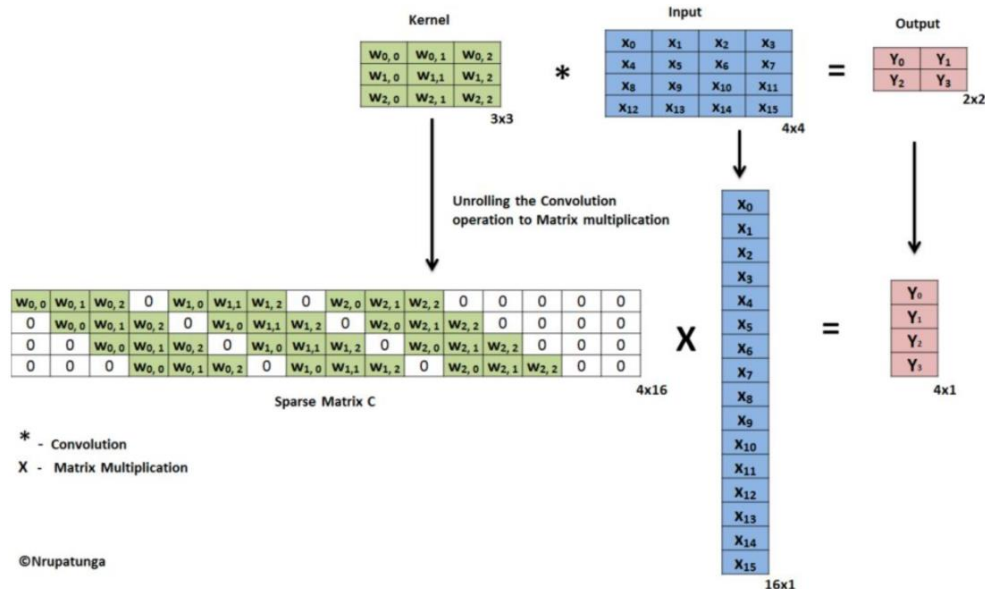 Kernel
Input
Output
W0, 0 W0, 1 W0, 2
W1, 0 W1,1 W1, 2
W2, 0 W2, 1 W2, 2
3x3
*
X0 X1 X2 X3
X4 X5 X6 X7
X8 X9 X10 X11
X12 X13 X14 X15
4x4
=
Y0 Y1
Y2 Y3
2x2
Unrolling the Convolution
operation to Matrix multiplication
W0, 0 W0, 1 W0, 2 0 W1, 0 W1,1 W1, 2 0 W2, 0 W2, 1 W2, 2 0 0 0 0 0
0 W0, 0 W0, 1 W0, 2 0 W1, 0 W1,1 W1, 2 0 W2, 0 W2, 1 W2, 2 0 0 0 0
0 0 W0, 0 W0, 1 W0, 2 0 W1, 0 W1,1 W1, 2 0 W2, 0 W2, 1 W2, 2 0 0 0
0 0 0 W0, 0 W0, 1 W0, 2 0 W1, 0 W1,1 W1, 2 0 W2, 0 W2, 1 W2, 2 0 0
4x16
Sparse Matrix C
X
X0
X1
X2
X3
X4
X5
X6
X7
X8
X9
X10
X11
X12
X13
X14
X15
16x1
=
Y0
Y1
Y2
Y3
4x1
* - Convolution
X - Matrix Multiplication
©Nrupatunga